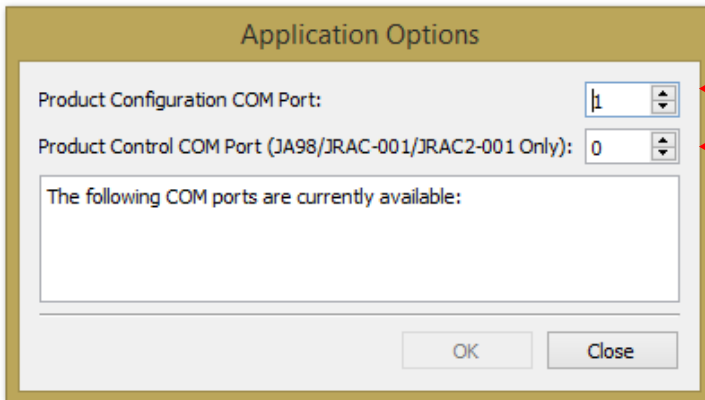 Application Options
Product Configuration COM Port: 1
Product Control COM Port (JA98/JRAC-001/JRAC2-001 Only): 0
The following COM ports are currently available:
OK Close